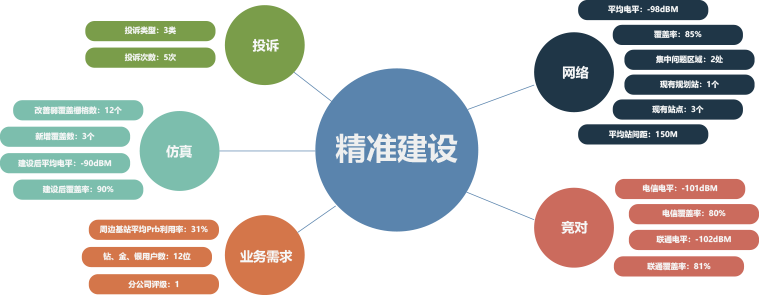 精准建设
投诉
投诉类型：3类
投诉次数：5次
仿真
改善弱覆盖栅格数：12个
新增覆盖数：3个
建设后平均电平：-90dBM
建设后覆盖率：90%
业务需求
周边基站平均Prb利用率：31%
钻、金、银用户数：12位
分公司评级：1
网络
平均电平：-98dBM
覆盖率：85%
集中问题区域：2处
现有规划站：1个
现有站点：3个
平均站间距：150M
竞对
电信电平：-101dBM
电信覆盖率：80%
联通电平：-102dBM
联通覆盖率：81%